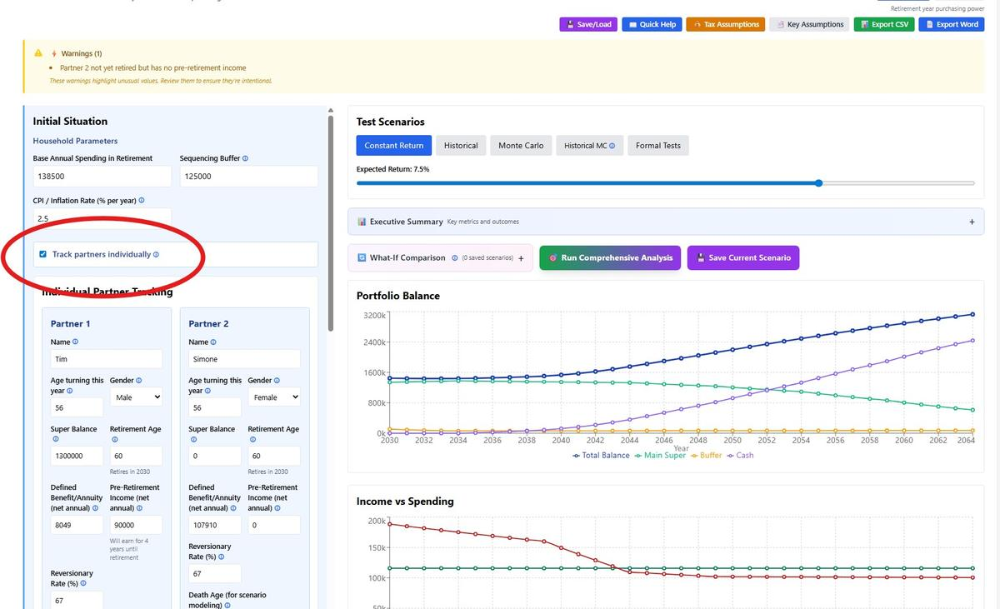 Retirement year purchasing power
Save/Load
Quick Help
Tax Assumptions
Key Assumptions
Export CSV
Export Word
Warnings (1)
Partner 2 not yet retired but has no pre-retirement income
These warnings highlight unusual values. Review them to ensure they're intentional.
Initial Situation
Household Parameters
Base Annual Spending in Retirement
Sequencing Buffer
138500
125000
CPI / Inflation Rate (% per year)
2.5
Track partners individually
Individual Partner Tracking
Partner 1
Name
Tim
Age turning this
year
Gender
56
Male
Super Balance
Retirement Age
1300000
60
Retires in 2030
Defined
Benefit/Annuity
(net annual)
Pre-Retirement
Income (net
annual)
8049
90000
Will earn for 4
years until
retirement
Reversionary
Rate (%)
67
Partner 2
Name
Simone
Age turning this
year
Gender
56
Female
Super Balance
Retirement Age
0
60
Retires in 2030
Defined
Benefit/Annuity
(net annual)
Pre-Retirement
Income (net
annual)
107910
0
Reversionary
Rate (%)
67
Death Age (for scenario
modeling)
Test Scenarios
Constant Return
Historical
Monte Carlo
Historical MC
Formal Tests
Expected Return: 7.5%
Executive Summary Key metrics and outcomes +
What-If Comparison (0 saved scenarios) +
Run Comprehensive Analysis
Save Current Scenario
Portfolio Balance
3200k
2400k
1600k
800k
0k
2030 2032 2034 2036 2038 2040 2042 2044 2046 2048 2050 2052 2054 2056 2058 2060 2062 2064
Year
Total Balance Main Super Buffer Cash
Income vs Spending
200k
150k
100k
50k